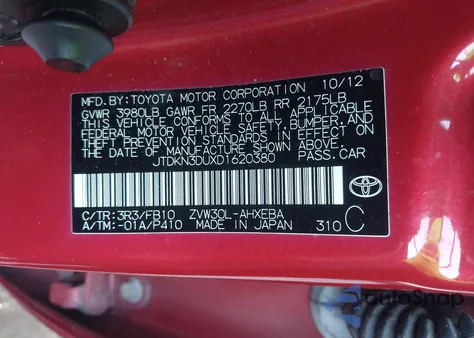 MFD.BY:TOYOTA MOTOR CORPORATION 10/12
GVWR 3980LB GAWR FR 2270LB RR 2175LB
THIS VEHICLE CONFORMS TO ALL APPLICABLE
FEDERAL MOTOR VEHICLE SAFETY, BUMPER, AND
THEFT PREVENTION STANDARDS IN EFFECT ON
THE DATE OF MANUFACTURE SHOWN ABOVE.
JTDKN3DUXD1620380 PASS.CAR
C/TR:3R3/FB10 ZVW30L-AHXEBA
A/TM:-01A/P410 MADE IN JAPAN 310 C
TOYOTA
autoSnap